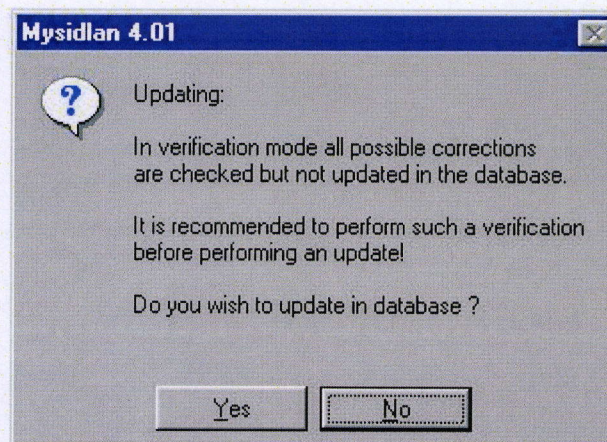 Mysidlan 4.01
Updating:
In verification mode all possible corrections
are checked but not updated in the database.
It is recommended to perform such a verification
before performing an update!
Do you wish to update in database ?
Yes
No